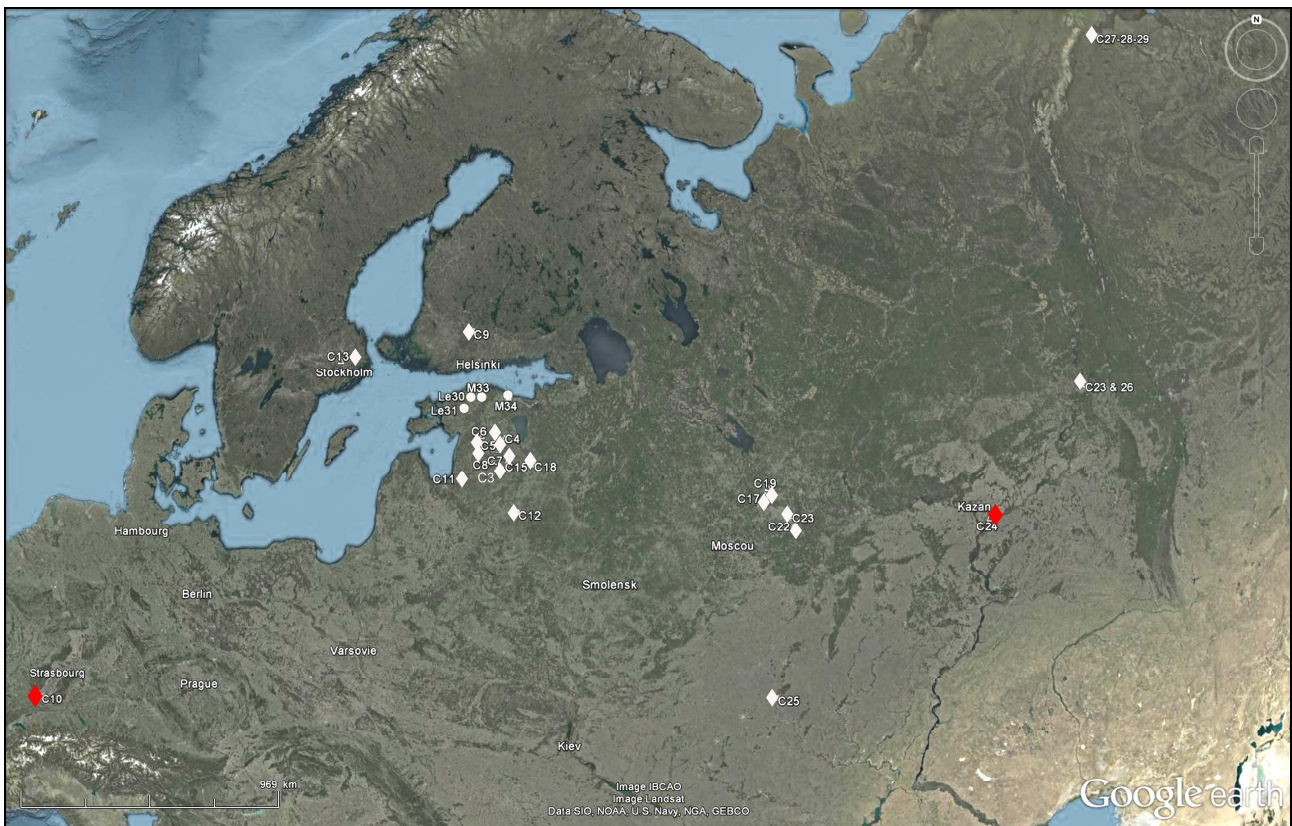 N
C27-28-29
C9
C13
Stockholm
Helsinki
M33
Le30
M34
Le31
C23 & 26
C6
C4
C5
C7
C8
C15
C18
C3
C11
C19
C17
C12
C23
C22
Kazan
C24
Hambourg
Moscou
Smolensk
Berlin
Varsovie
Strasbourg
Prague
C10
C25
Kiev
969 km
Image IBCAO
Image Landsat
Data SIO, NOAA, U.S. Navy, NGA, GEBCO
Google earth